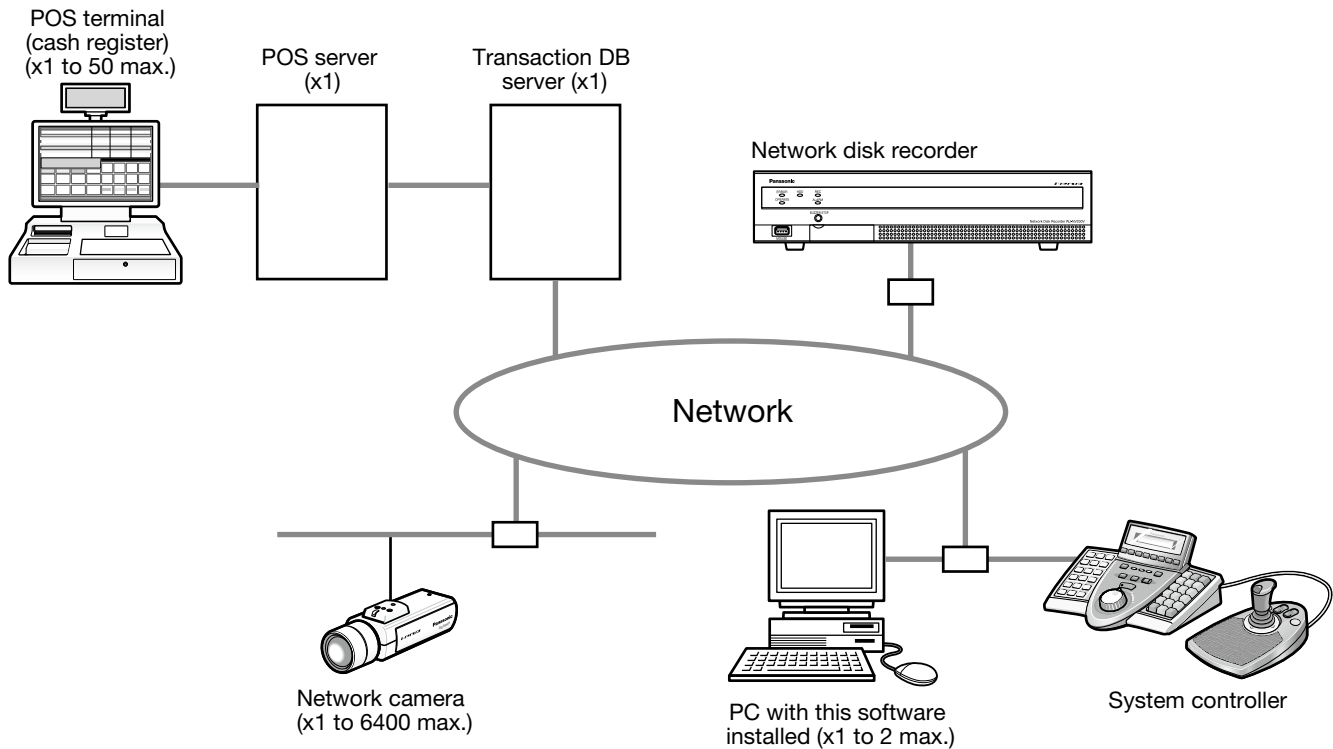 POS terminal
(cash register)
(x1 to 50 max.)
POS server
(x1)
Transaction DB
server (x1)
Network disk recorder
Panasonic
Network
Panasonic
Network camera
(x1 to 6400 max.)
PC with this software
installed (x1 to 2 max.)
System controller